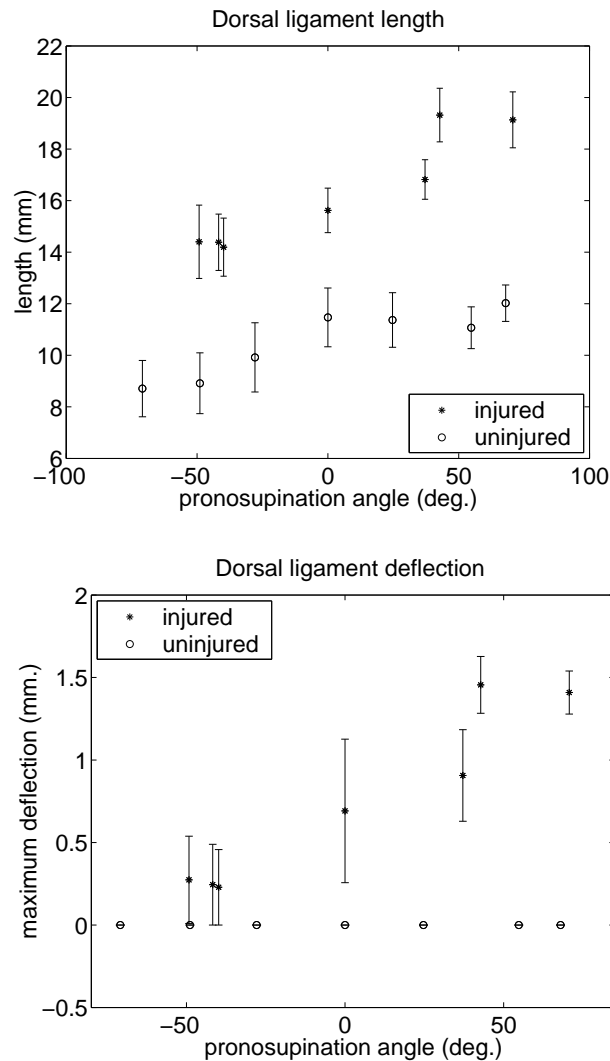 Dorsal ligament length
22
20
18
16
14
12
10
8
6
length (mm)
injured
uninjured
−100
−50
0
50
100
pronosupination angle (deg.)
Dorsal ligament deflection
2
1.5
1
0.5
0
−0.5
maximum deflection (mm.)
injured
uninjured
−50
0
50
pronosupination angle (deg.)